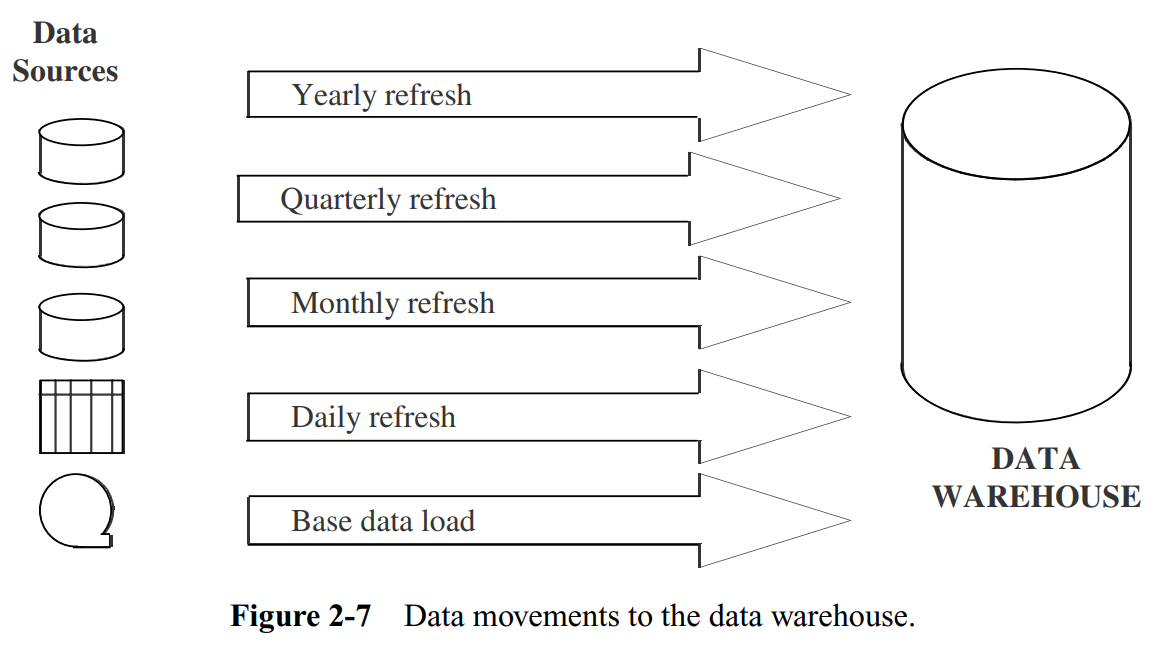 Data
Sources
Yearly refresh
Quarterly refresh
Monthly refresh
Daily refresh
Base data load
DATA
WAREHOUSE
Figure 2-7 Data movements to the data warehouse.